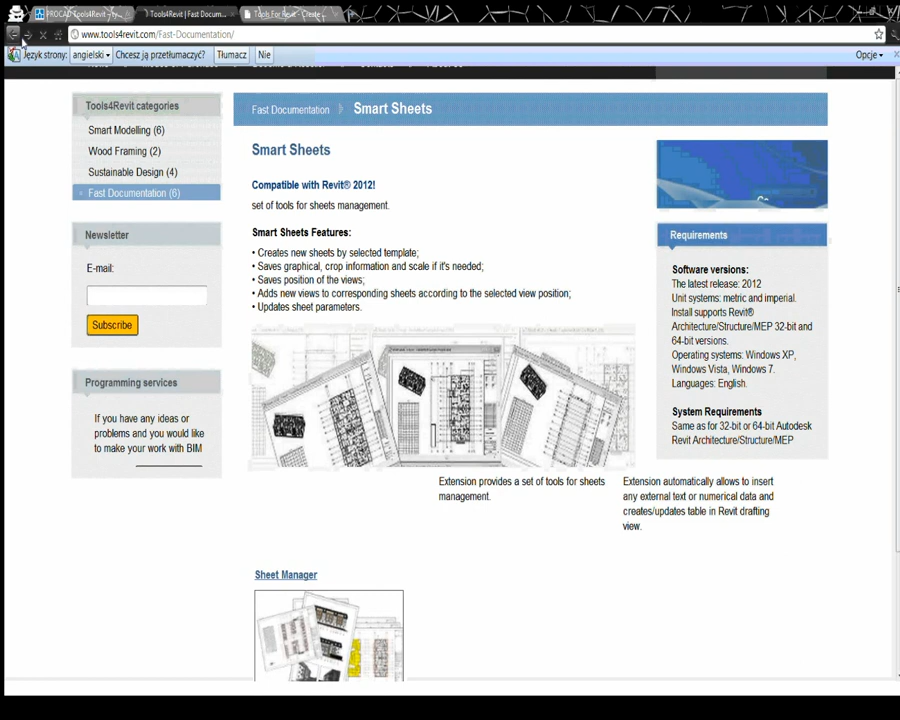 PROCAD Tools4Revit
Tools4Revit | Fast Docum...
Tools For Revit - Create
www.tools4revit.com/Fast-Documentation/
Język strony: angielski Chcesz ją przetłumaczyć? Tłumacz Nie Opcje
Tools4Revit categories
Smart Modelling (6)
Wood Framing (2)
Sustainable Design (4)
Fast Documentation (6)
Newsletter
E-mail:
Subscribe
Programming services
If you have any ideas or
problems and you would like
to make your work with BIM
Fast Documentation Smart Sheets
Smart Sheets
Compatible with Revit® 2012!
set of tools for sheets management.
Smart Sheets Features:
• Creates new sheets by selected template;
• Saves graphical, crop information and scale if it's needed;
• Saves position of the views;
• Adds new views to corresponding sheets according to the selected view position;
• Updates sheet parameters.
Extension provides a set of tools for sheets
management.
Extension automatically allows to insert
any external text or numerical data and
creates/updates table in Revit drafting
view.
Sheet Manager
Requirements
Software versions:
The latest release: 2012
Unit systems: metric and imperial.
Install supports Revit®
Architecture/Structure/MEP 32-bit and
64-bit versions.
Operating systems: Windows XP,
Windows Vista, Windows 7.
Languages: English.
System Requirements
Same as for 32-bit or 64-bit Autodesk
Revit Architecture/Structure/MEP